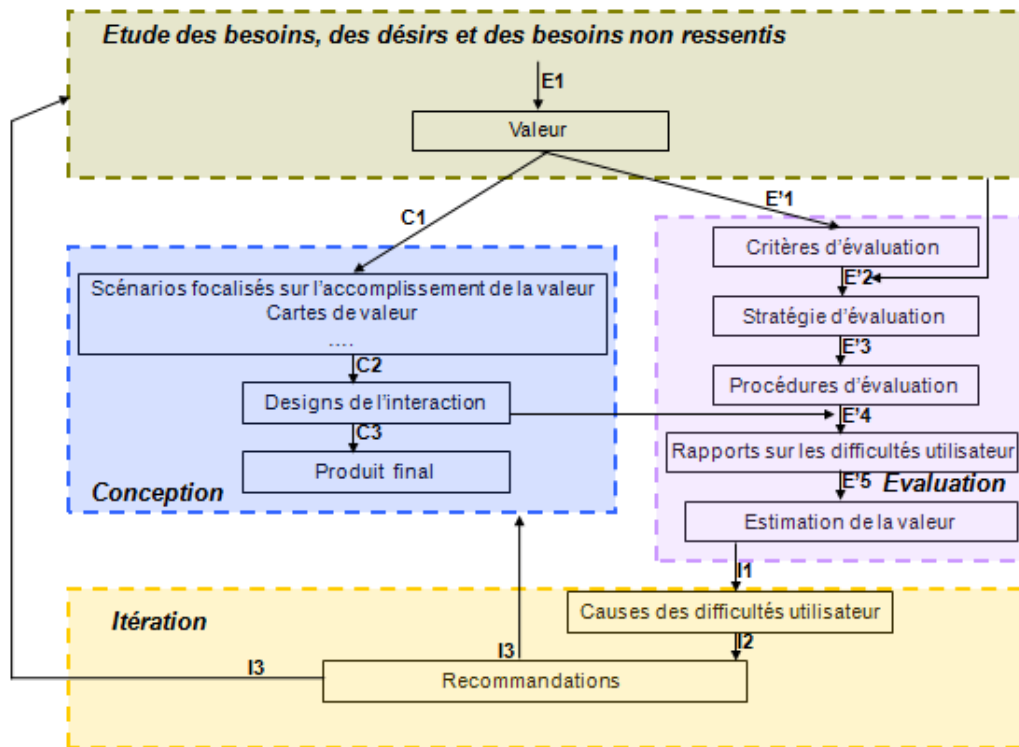 Etude des besoins, des désirs et des besoins non ressentis
E1
Valeur
C1
E'1
Critères d'évaluation
E'2
Stratégie d'évaluation
E'3
Procédures d'évaluation
E'4
Rapports sur les difficultés utilisateur
E'5
Evaluation
Estimation de la valeur
Scénarios focalisés sur l'accomplissement de la valeur
Cartes de valeur
....
C2
Designs de l'interaction
C3
Produit final
Conception
I1
Causes des difficultés utilisateur
Itération
I2
I3
I3
Recommandations